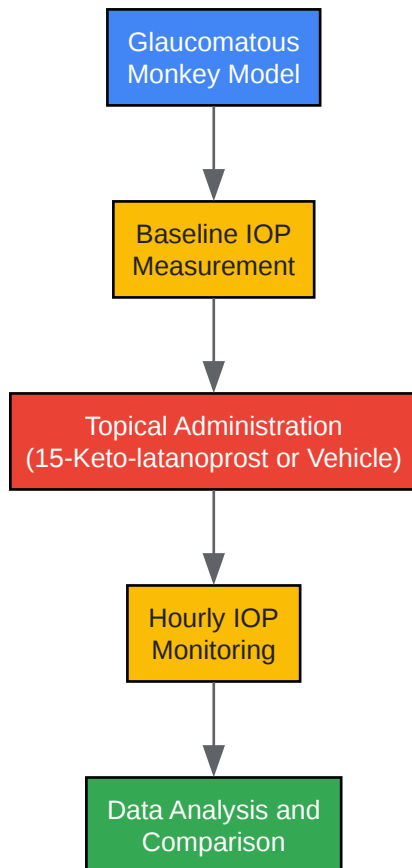 Glaucomatous
Monkey Model
Baseline IOP
Measurement
Topical Administration
(15-Keto-latanoprost or Vehicle)
Hourly IOP
Monitoring
Data Analysis and
Comparison